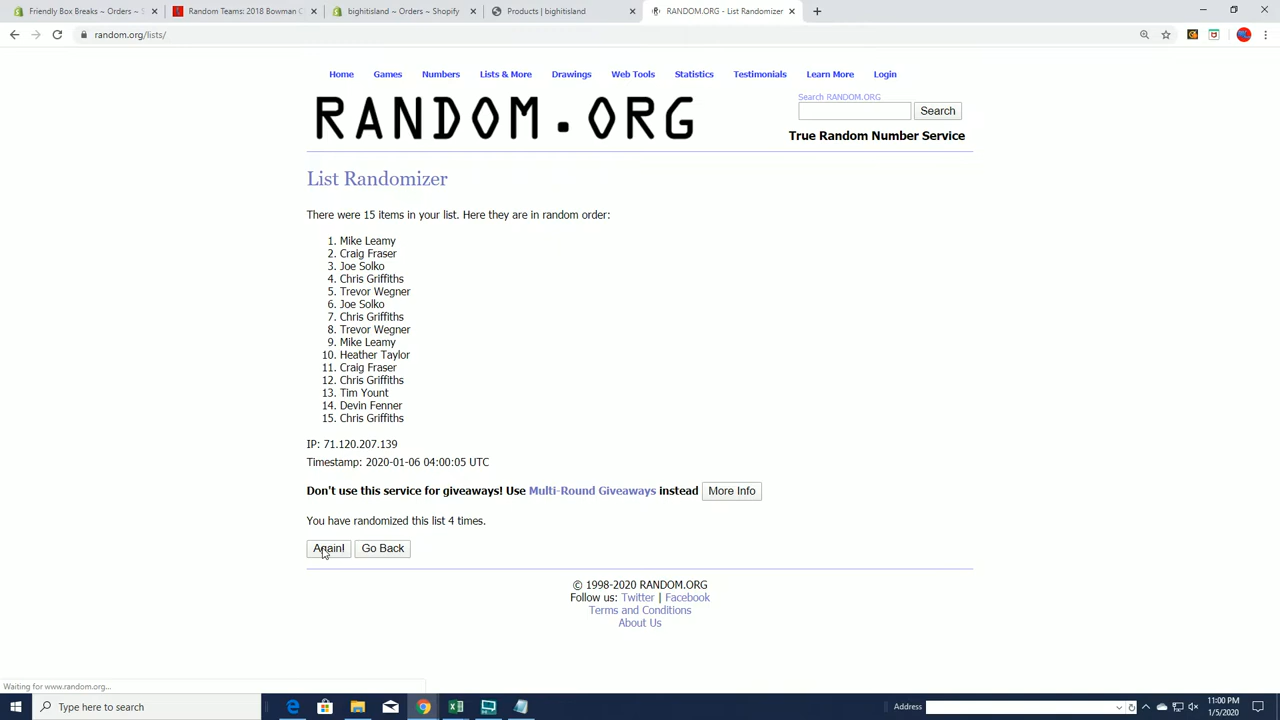 Friendly Box Breaks – Shopify
Random Teams: 2018 Bowman C
Products | bightisland
RANDOM.ORG - List Randomizer
random.org/lists/
Home Games Numbers Lists & More Drawings Web Tools Statistics Testimonials Learn More Login
Search RANDOM.ORG
RANDOM.ORG
Search
True Random Number Service
List Randomizer
There were 15 items in your list. Here they are in random order:
1. Mike Leamy
2. Craig Fraser
3. Joe Solko
4. Chris Griffiths
5. Trevor Wegner
6. Joe Solko
7. Chris Griffiths
8. Trevor Wegner
9. Mike Leamy
10. Heather Taylor
11. Craig Fraser
12. Chris Griffiths
13. Tim Yount
14. Devin Fenner
15. Chris Griffiths
IP: 71.120.207.139
Timestamp: 2020-01-06 04:00:05 UTC
Don't use this service for giveaways! Use Multi-Round Giveaways instead More Info
You have randomized this list 4 times.
Again! Go Back
© 1998-2020 RANDOM.ORG
Follow us: Twitter | Facebook
Terms and Conditions
About Us
Waiting for www.random.org...
Type here to search
Address
11:00 PM
1/5/2020